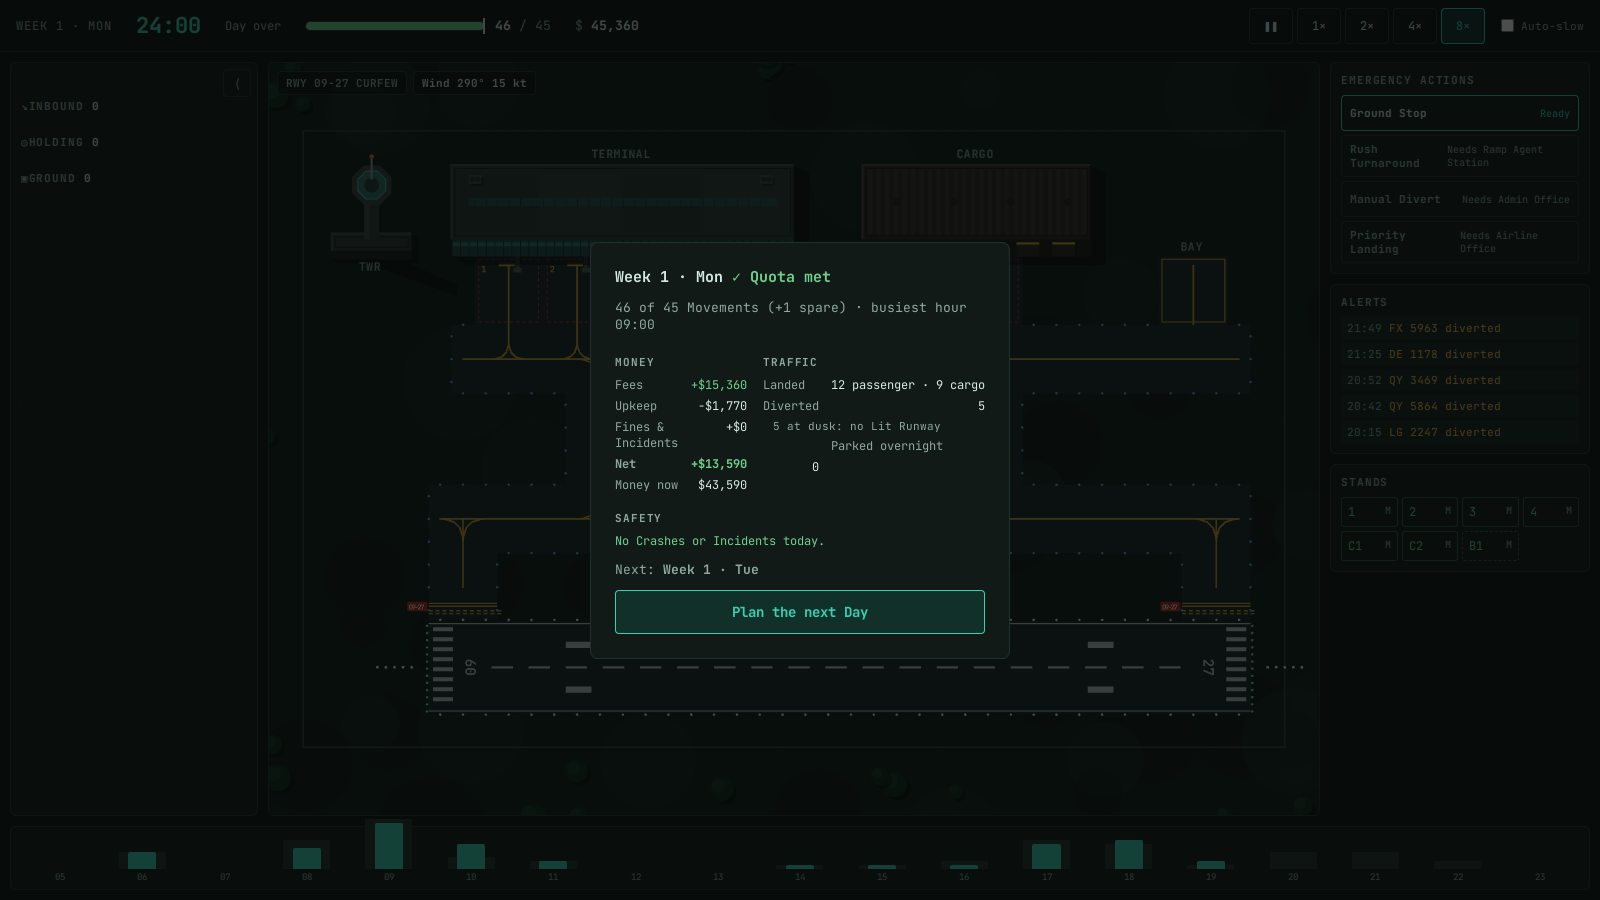 WEEK 1 · MON 24:00 Day over 46 / 45 $ 45,360
❚❚ 1× 2× 4× 8× Auto-slow
⟨
↘INBOUND 0
◎HOLDING 0
▣GROUND 0
RWY 09-27 CURFEW Wind 290° 15 kt
TERMINAL
CARGO
TWR
BAY
1 2
09-27
09-27
09
27
Week 1 · Mon ✓ Quota met
46 of 45 Movements (+1 spare) · busiest hour
09:00
MONEY
Fees +$15,360
Upkeep -$1,770
Fines &
Incidents +$0
Net +$13,590
Money now $43,590
TRAFFIC
Landed 12 passenger · 9 cargo
Diverted 5
5 at dusk: no Lit Runway
Parked overnight
0
SAFETY
No Crashes or Incidents today.
Next: Week 1 · Tue
Plan the next Day
EMERGENCY ACTIONS
Ground Stop Ready
Rush
Turnaround Needs Ramp Agent
Station
Manual Divert Needs Admin Office
Priority
Landing Needs Airline
Office
ALERTS
21:49 FX 5963 diverted
21:25 DE 1178 diverted
20:52 QY 3469 diverted
20:42 QY 5864 diverted
20:15 LG 2247 diverted
STANDS
1 M 2 M 3 M 4 M
C1 M C2 M B1 M
05 06 07 08 09 10 11 12 13 14 15 16 17 18 19 20 21 22 23